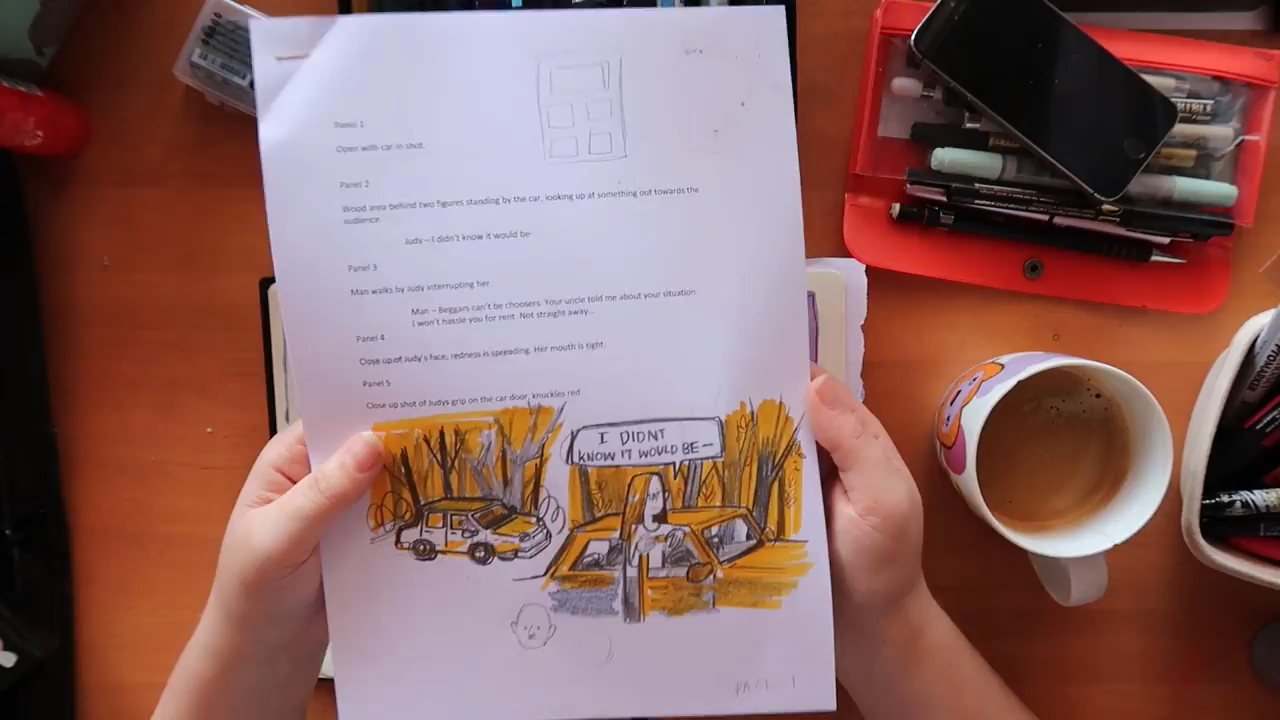 Panel 1
Open with car in shot.
Panel 2
Wood area behind two figures standing by the car, looking up at something out towards the
audience.
Judy – I didn't know it would be-
Panel 3
Man walks by Judy interrupting her
Man – Beggars can't be choosers. Your uncle told me about your situation.
I won't hassle you for rent. Not straight away...
Panel 4
Close up of Judy's face, redness is spreading. Her mouth is tight.
Panel 5
Close up shot of Judys grip on the car door, knuckles red
I DIDNT
KNOW IT WOULD BE—
PAGE 1